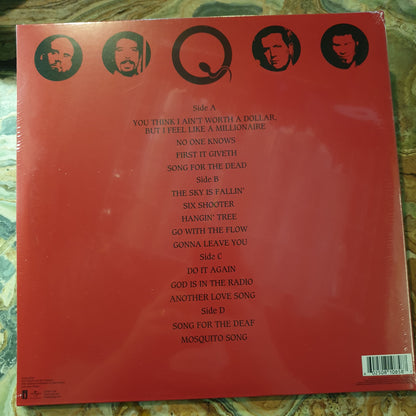 Side A
YOU THINK I AIN'T WORTH A DOLLAR,
BUT I FEEL LIKE A MILLIONAIRE
NO ONE KNOWS
FIRST IT GIVETH
SONG FOR THE DEAD
Side B
THE SKY IS FALLIN'
SIX SHOOTER
HANGIN' TREE
GO WITH THE FLOW
GONNA LEAVE YOU
Side C
DO IT AGAIN
GOD IS IN THE RADIO
ANOTHER LOVE SONG
Side D
SONG FOR THE DEAF
MOSQUITO SONG